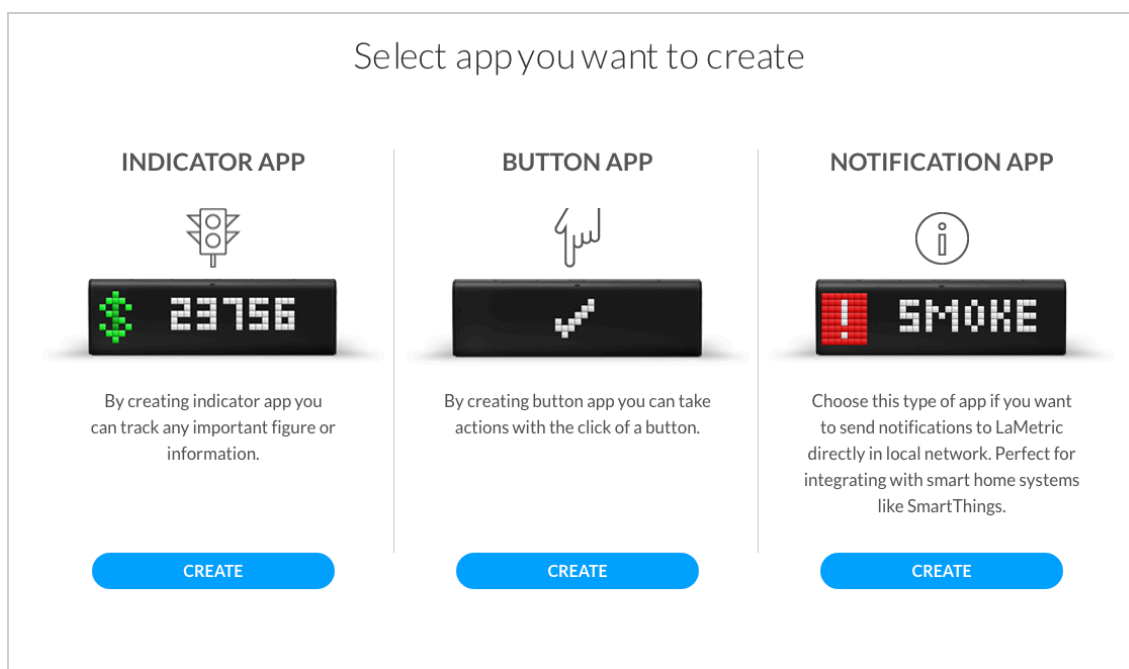 Select app you want to create
INDICATOR APP
23756
By creating indicator app you
can track any important figure or
information.
CREATE
BUTTON APP
By creating button app you can take
actions with the click of a button.
CREATE
NOTIFICATION APP
! SMOKE
Choose this type of app if you want
to send notifications to LaMetric
directly in local network. Perfect for
integrating with smart home systems
like SmartThings.
CREATE